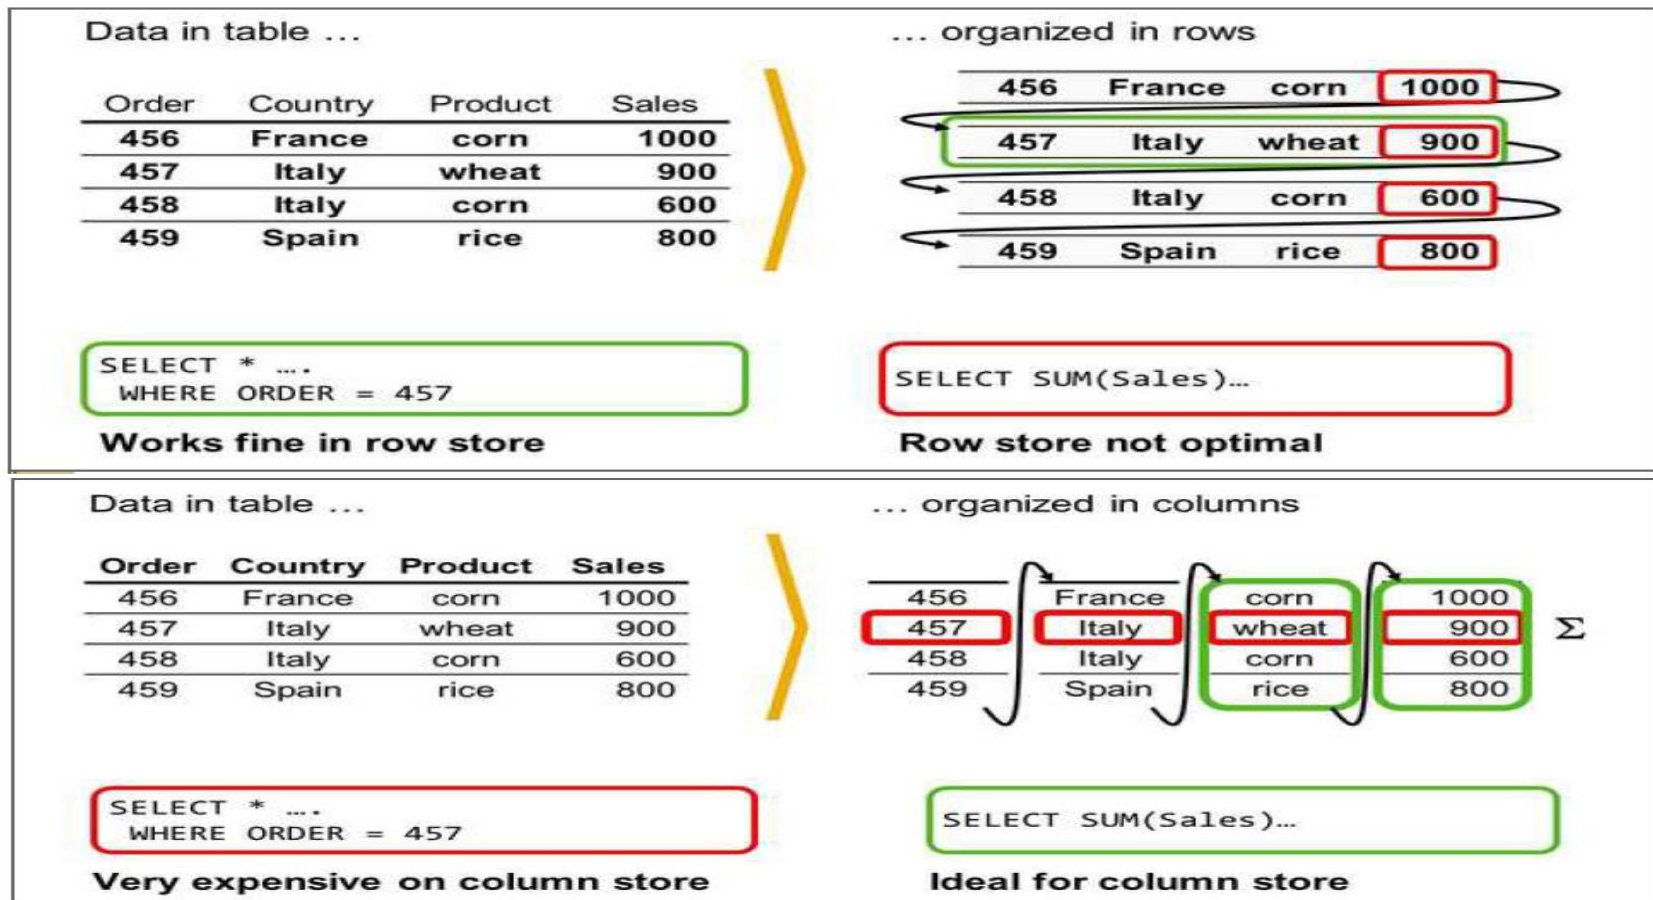 Data in table ...
... organized in rows
Order Country Product Sales
456 France corn 1000
457 Italy wheat 900
458 Italy corn 600
459 Spain rice 800
456 France corn 1000
457 Italy wheat 900
458 Italy corn 600
459 Spain rice 800
SELECT * ….
WHERE ORDER = 457
Works fine in row store
SELECT SUM(Sales)…
Row store not optimal
Data in table ...
... organized in columns
Order Country Product Sales
456 France corn 1000
457 Italy wheat 900
458 Italy corn 600
459 Spain rice 800
456 France corn 1000
457 Italy wheat 900 Σ
458 Italy corn 600
459 Spain rice 800
SELECT * ….
WHERE ORDER = 457
Very expensive on column store
SELECT SUM(Sales)…
Ideal for column store